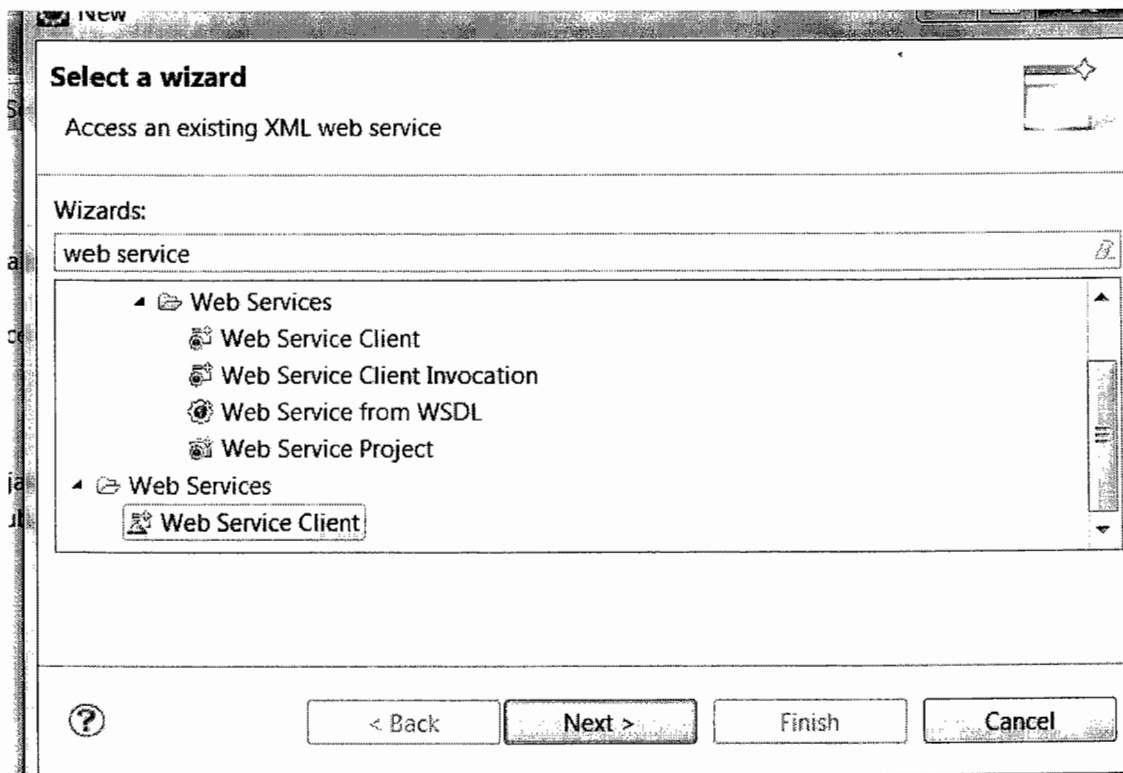 New
Select a wizard
Access an existing XML web service
Wizards:
web service
Web Services
Web Service Client
Web Service Client Invocation
Web Service from WSDL
Web Service Project
Web Services
Web Service Client
?
< Back Next > Finish Cancel